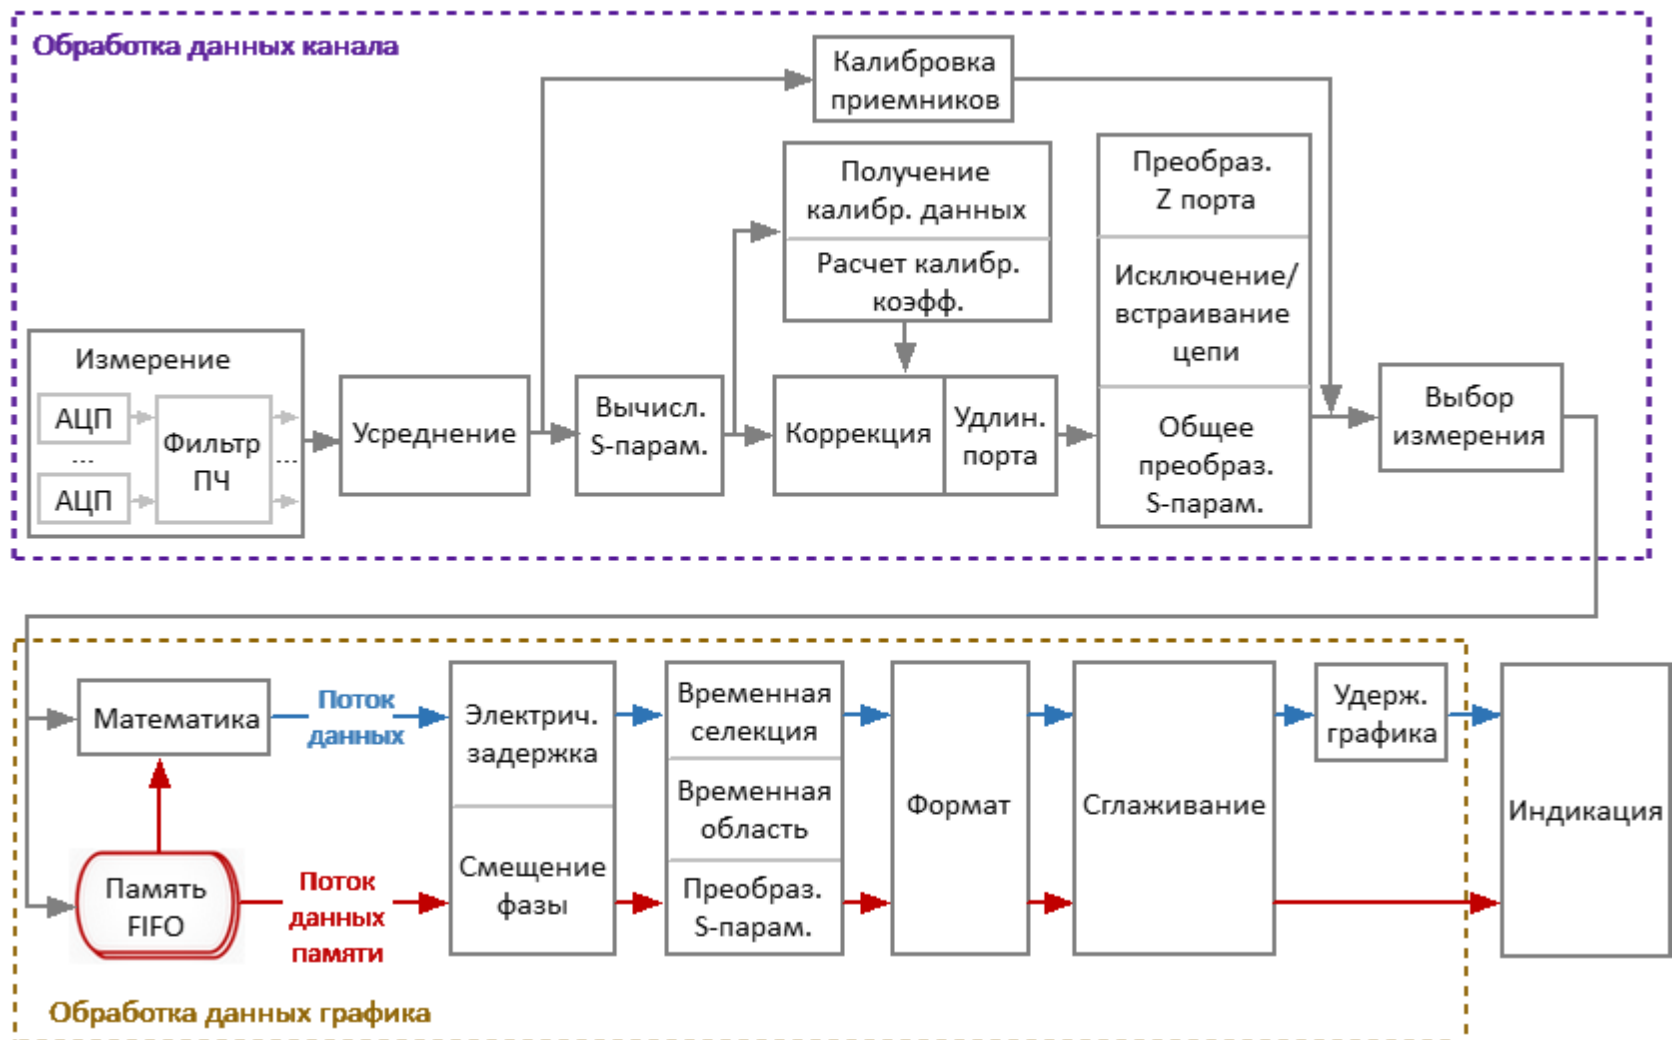 Обработка данных канала
Калибровка
приемников
Получение
калибр. данных
Расчет калибр.
коэфф.
Преобраз.
Z порта
Исключение/
встраивание
цепи
Общее
преобраз.
S-парам.
Измерение
АЦП
...
АЦП
Фильтр
ПЧ
...
Усреднение
Вычисл.
S-парам.
Коррекция
Удлин.
порта
Выбор
измерения
Математика
Поток
данных
Электрич.
задержка
Смещение
фазы
Временная
селекция
Временная
область
Преобраз.
S-парам.
Формат
Сглаживание
Удерж.
графика
Индикация
Память
FIFO
Поток
данных
памяти
Обработка данных графика